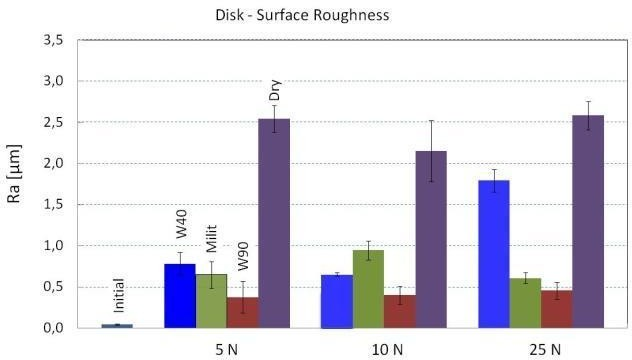 Disk - Surface Roughness
3,5
3,0
2,5
2,0
1,5
1,0
0,5
0,0
Ra [µm]
Initial
W40
Milit
W90
Dry
5 N
10 N
25 N